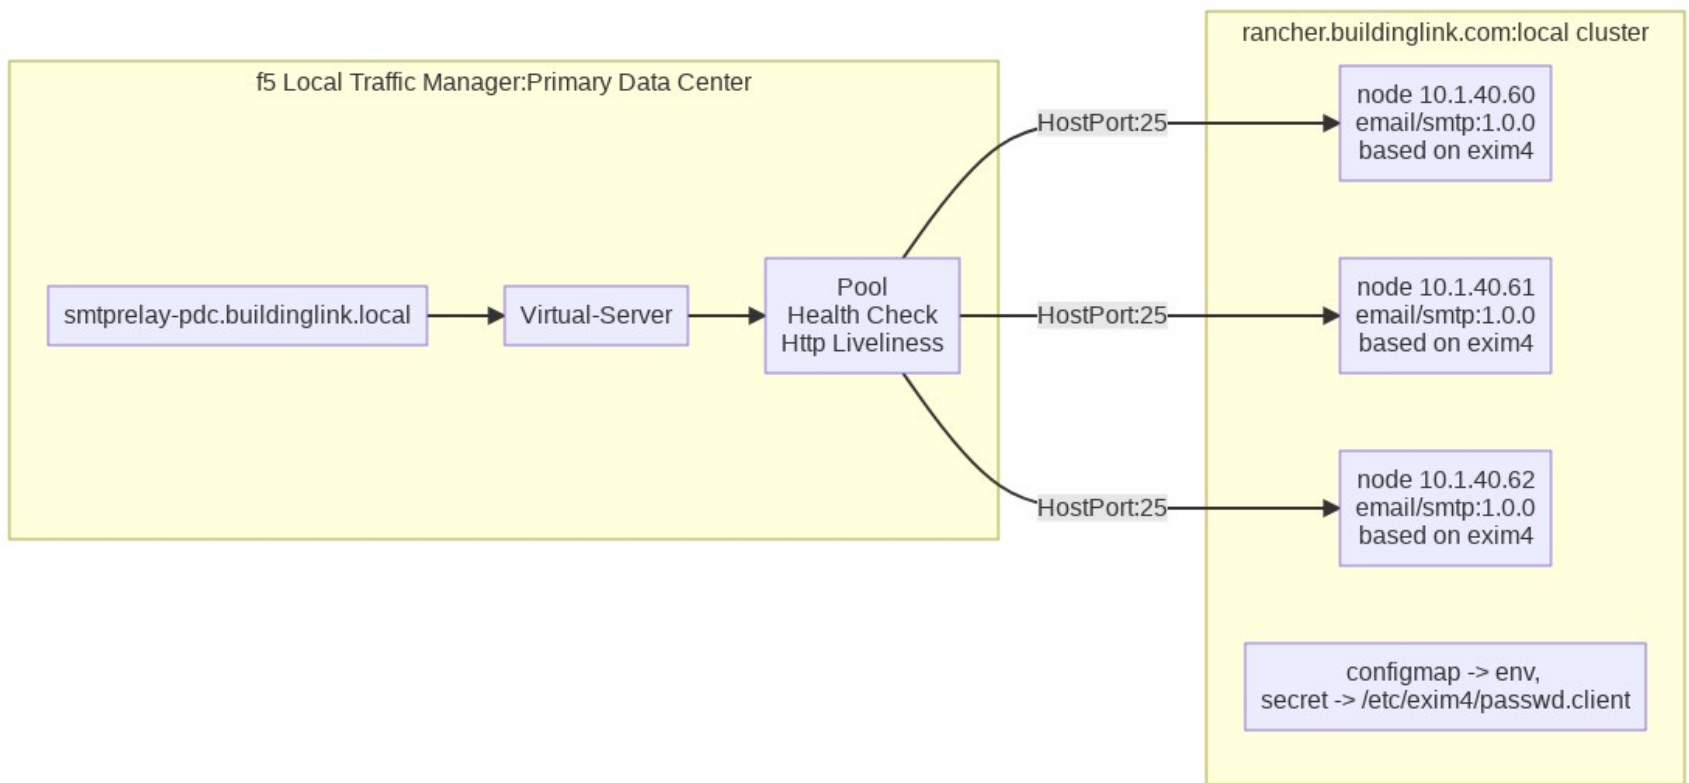 f5 Local Traffic Manager:Primary Data Center
smtprelay-pdc.buildinglink.local
Virtual-Server
Pool
Health Check
Http Liveliness
HostPort:25
HostPort:25
HostPort:25
rancher.buildinglink.com:local cluster
node 10.1.40.60
email/smtp:1.0.0
based on exim4
node 10.1.40.61
email/smtp:1.0.0
based on exim4
node 10.1.40.62
email/smtp:1.0.0
based on exim4
configmap -> env,
secret -> /etc/exim4/passwd.client